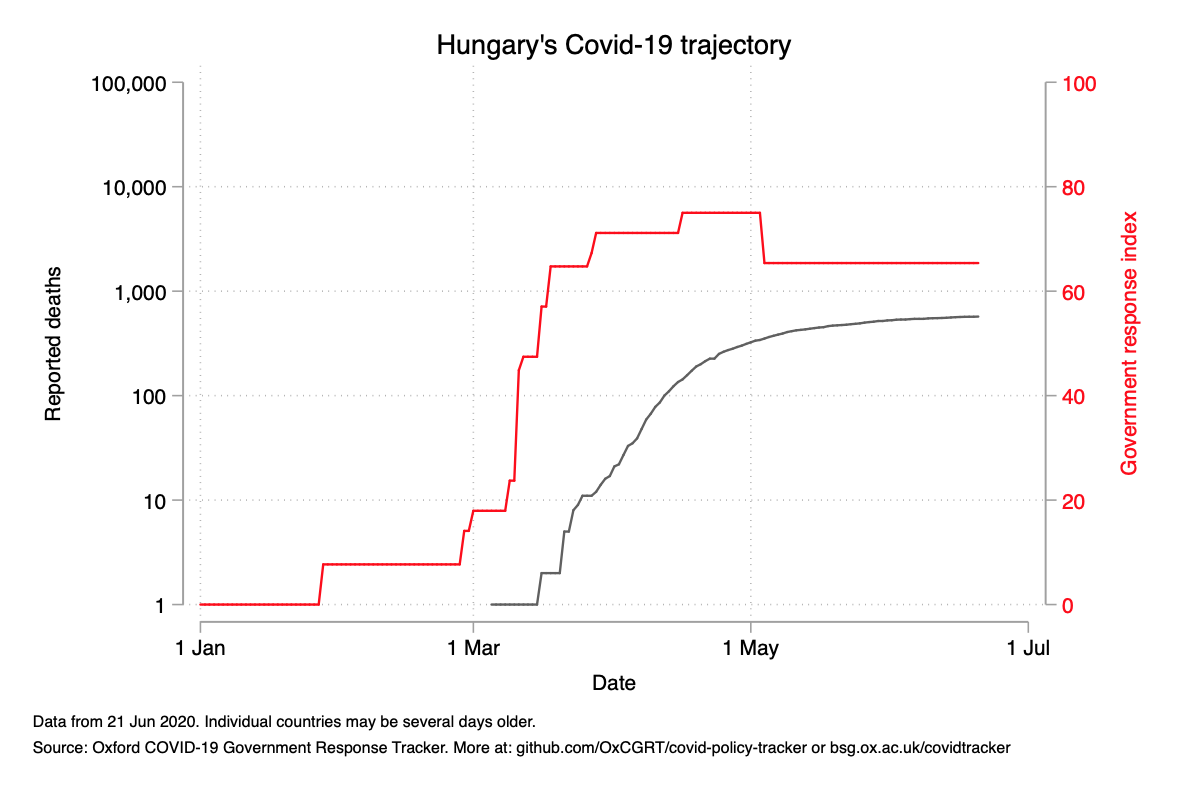 Hungary's Covid-19 trajectory
100,000
10,000
1,000
100
10
1
Reported deaths
100
80
60
40
20
0
Government response index
1 Jan
1 Mar
1 May
1 Jul
Date
Data from 21 Jun 2020. Individual countries may be several days older.
Source: Oxford COVID-19 Government Response Tracker. More at: github.com/OxCGRT/covid-policy-tracker or bsg.ox.ac.uk/covidtracker